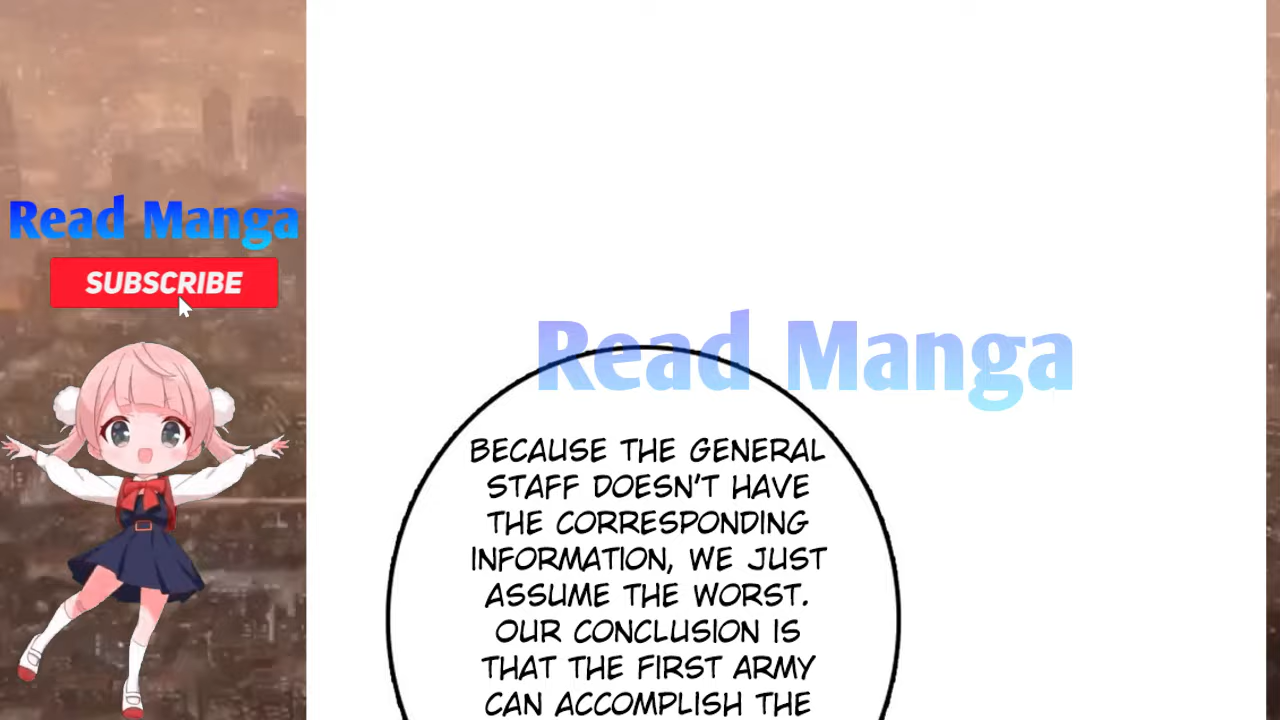 Read Manga
SUBSCRIBE
Read Manga
BECAUSE THE GENERAL
STAFF DOESN'T HAVE
THE CORRESPONDING
INFORMATION, WE JUST
ASSUME THE WORST.
OUR CONCLUSION IS
THAT THE FIRST ARMY
CAN ACCOMPLISH THE